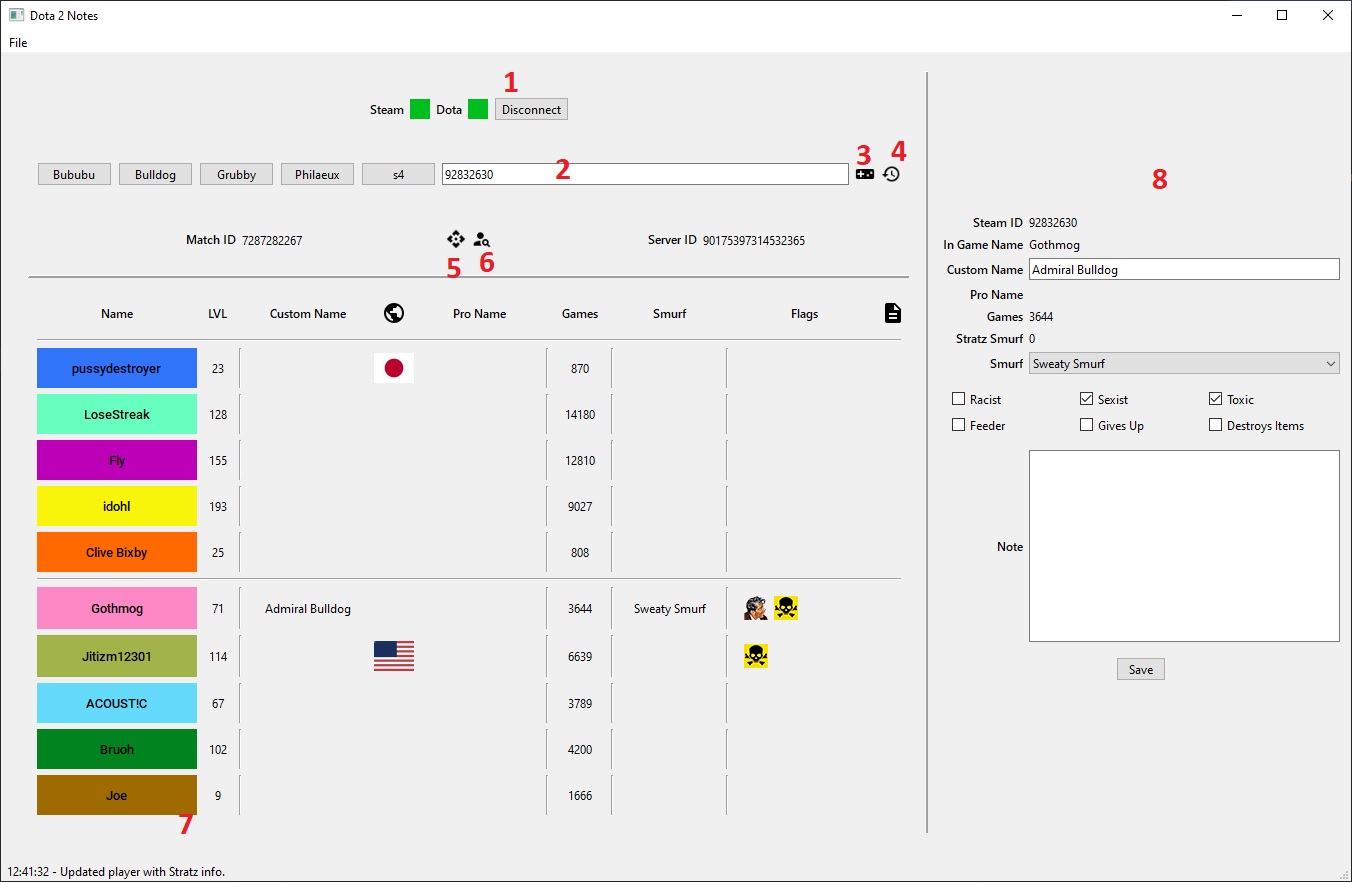 Dota 2 Notes
File
1
Steam Dota Disconnect
Bububu Bulldog Grubby Philaeux s4 92832630 2 3 4
Match ID 7287282267 5 6 Server ID 90175397314532365
Name LVL Custom Name Pro Name Games Smurf Flags
pussydestroyer 23 870
LoseStreak 128 14180
Fly 155 12810
idohl 193 9027
Clive Bixby 25 808
Gothmog 71 Admiral Bulldog 3644 Sweaty Smurf
Jitizm12301 114 6639
ACOUST!C 67 3789
Bruoh 102 4200
Joe 9 1666
7
8
Steam ID 92832630
In Game Name Gothmog
Custom Name Admiral Bulldog
Pro Name
Games 3644
Stratz Smurf 0
Smurf Sweaty Smurf
Racist Sexist Toxic
Feeder Gives Up Destroys Items
Note
Save
12:41:32 - Updated player with Stratz info.